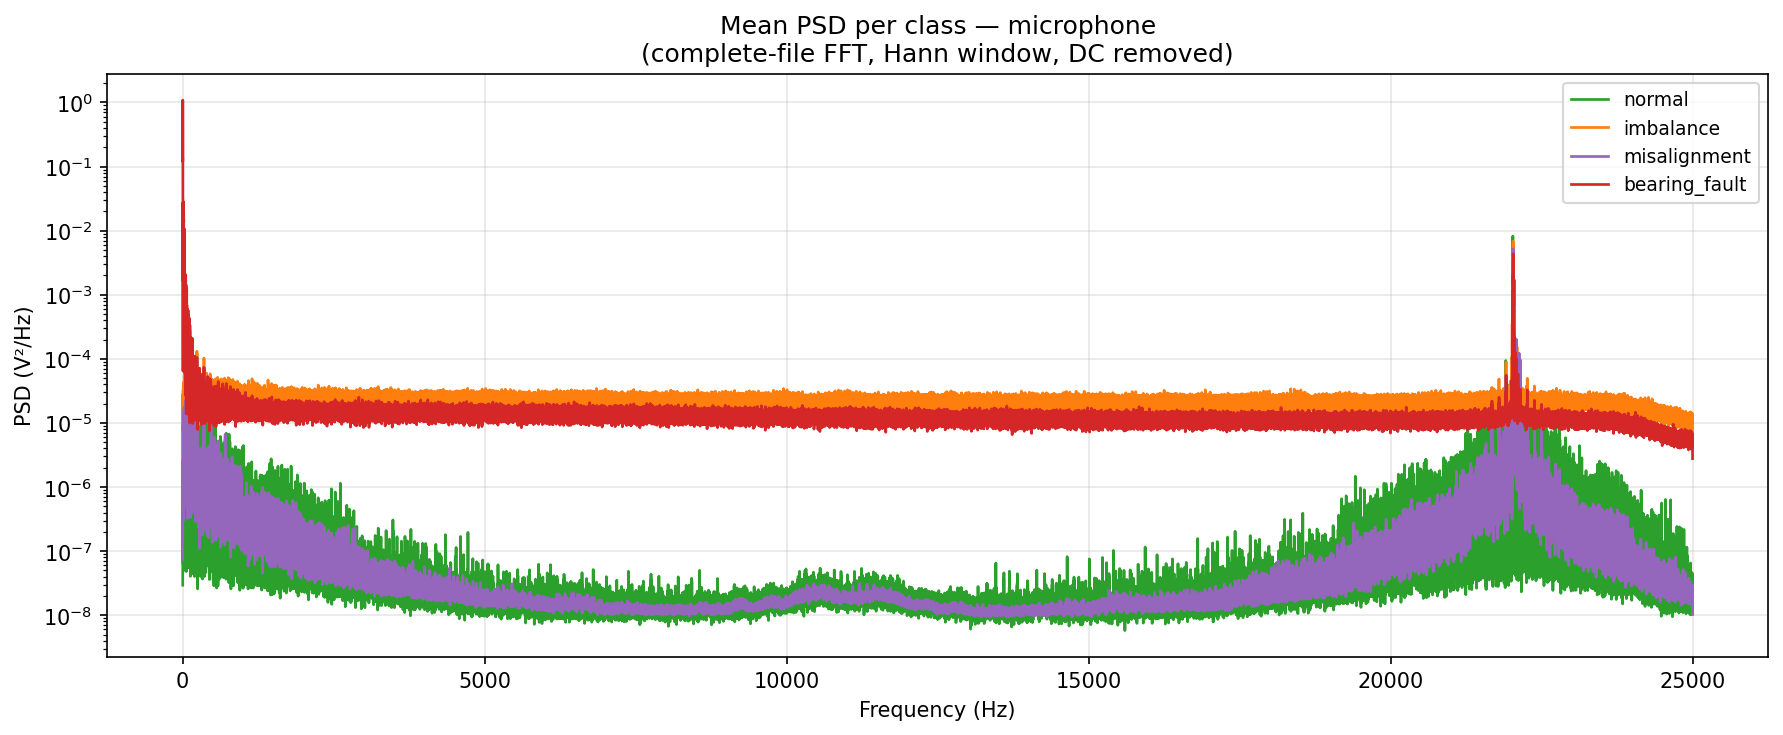 Mean PSD per class — microphone
(complete-file FFT, Hann window, DC removed)
PSD (V²/Hz)
10⁰
10⁻¹
10⁻²
10⁻³
10⁻⁴
10⁻⁵
10⁻⁶
10⁻⁷
10⁻⁸
normal
imbalance
misalignment
bearing_fault
0 5000 10000 15000 20000 25000
Frequency (Hz)